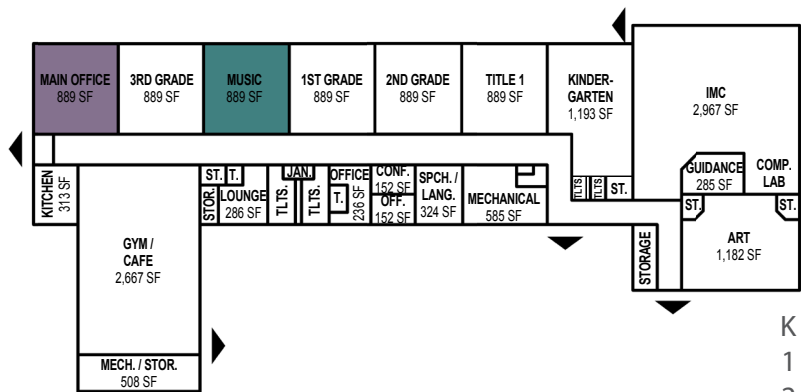 MAIN OFFICE
889 SF
3RD GRADE
889 SF
MUSIC
889 SF
1ST GRADE
889 SF
2ND GRADE
889 SF
TITLE 1
889 SF
KINDER-
GARTEN
1,193 SF
IMC
2,967 SF
KITCHEN
313 SF
ST.
T.
STOR.
LOUNGE
286 SF
TLTS.
JAN.
TLTS.
OFFICE
T.
236 SF
CONF.
152 SF
OFF.
152 SF
SPCH. /
LANG.
324 SF
MECHANICAL
585 SF
TLTS
TLTS
ST.
GUIDANCE
285 SF
COMP.
LAB
ST.
ST.
ART
1,182 SF
STORAGE
GYM /
CAFE
2,667 SF
MECH. / STOR.
508 SF
K
1